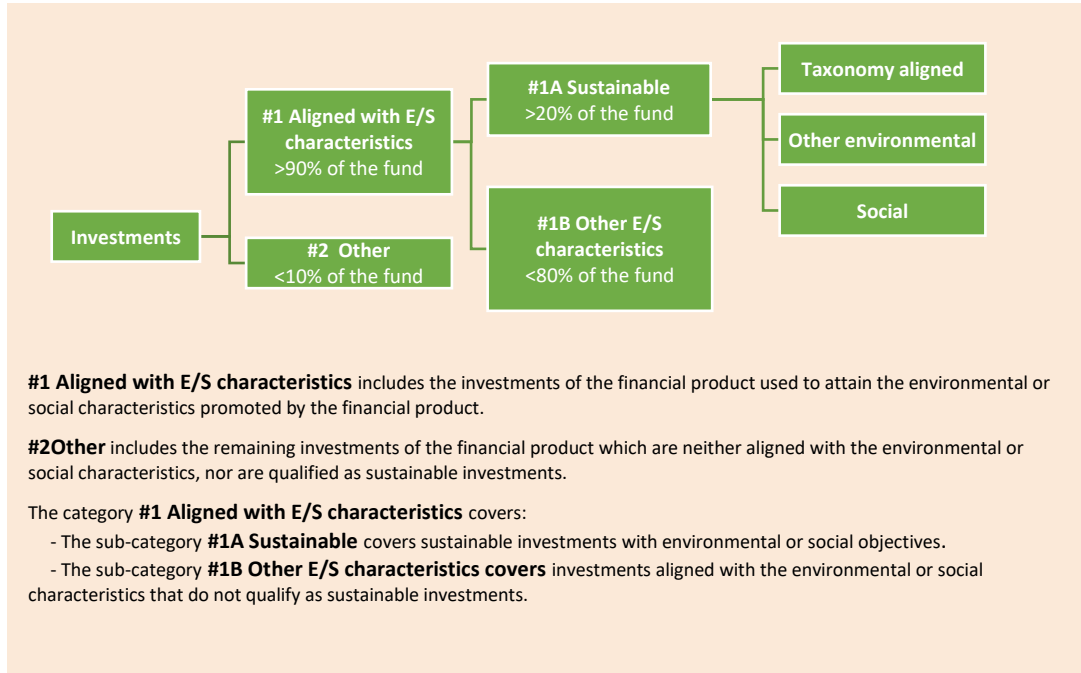 Investments
#1 Aligned with E/S
characteristics
>90% of the fund
#2  Other
<10% of the fund
#1A Sustainable
>20% of the fund
#1B Other E/S
characteristics
<80% of the fund
Taxonomy aligned
Other environmental
Social
#1 Aligned with E/S characteristics includes the investments of the financial product used to attain the environmental or
social characteristics promoted by the financial product.
#2Other includes the remaining investments of the financial product which are neither aligned with the environmental or
social characteristics, nor are qualified as sustainable investments.
The category #1 Aligned with E/S characteristics covers:
- The sub-category #1A Sustainable covers sustainable investments with environmental or social objectives.
- The sub-category #1B Other E/S characteristics covers investments aligned with the environmental or social
characteristics that do not qualify as sustainable investments.